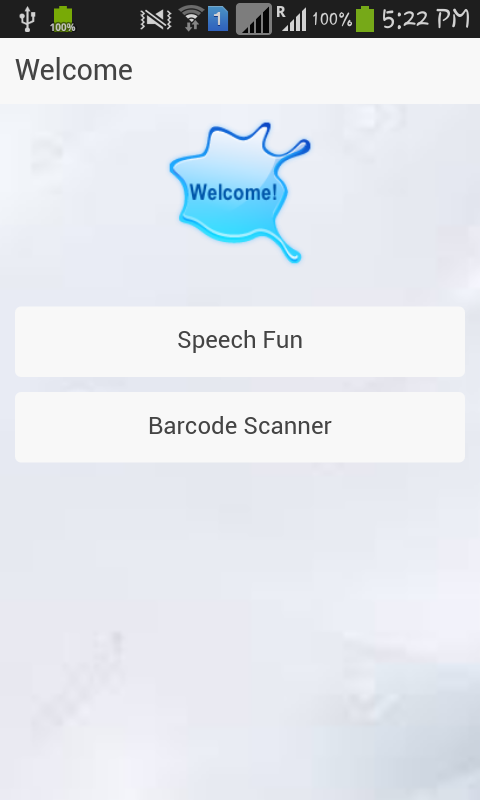 100% 1 R 100% 5:22 PM
Welcome
Welcome!
Speech Fun
Barcode Scanner